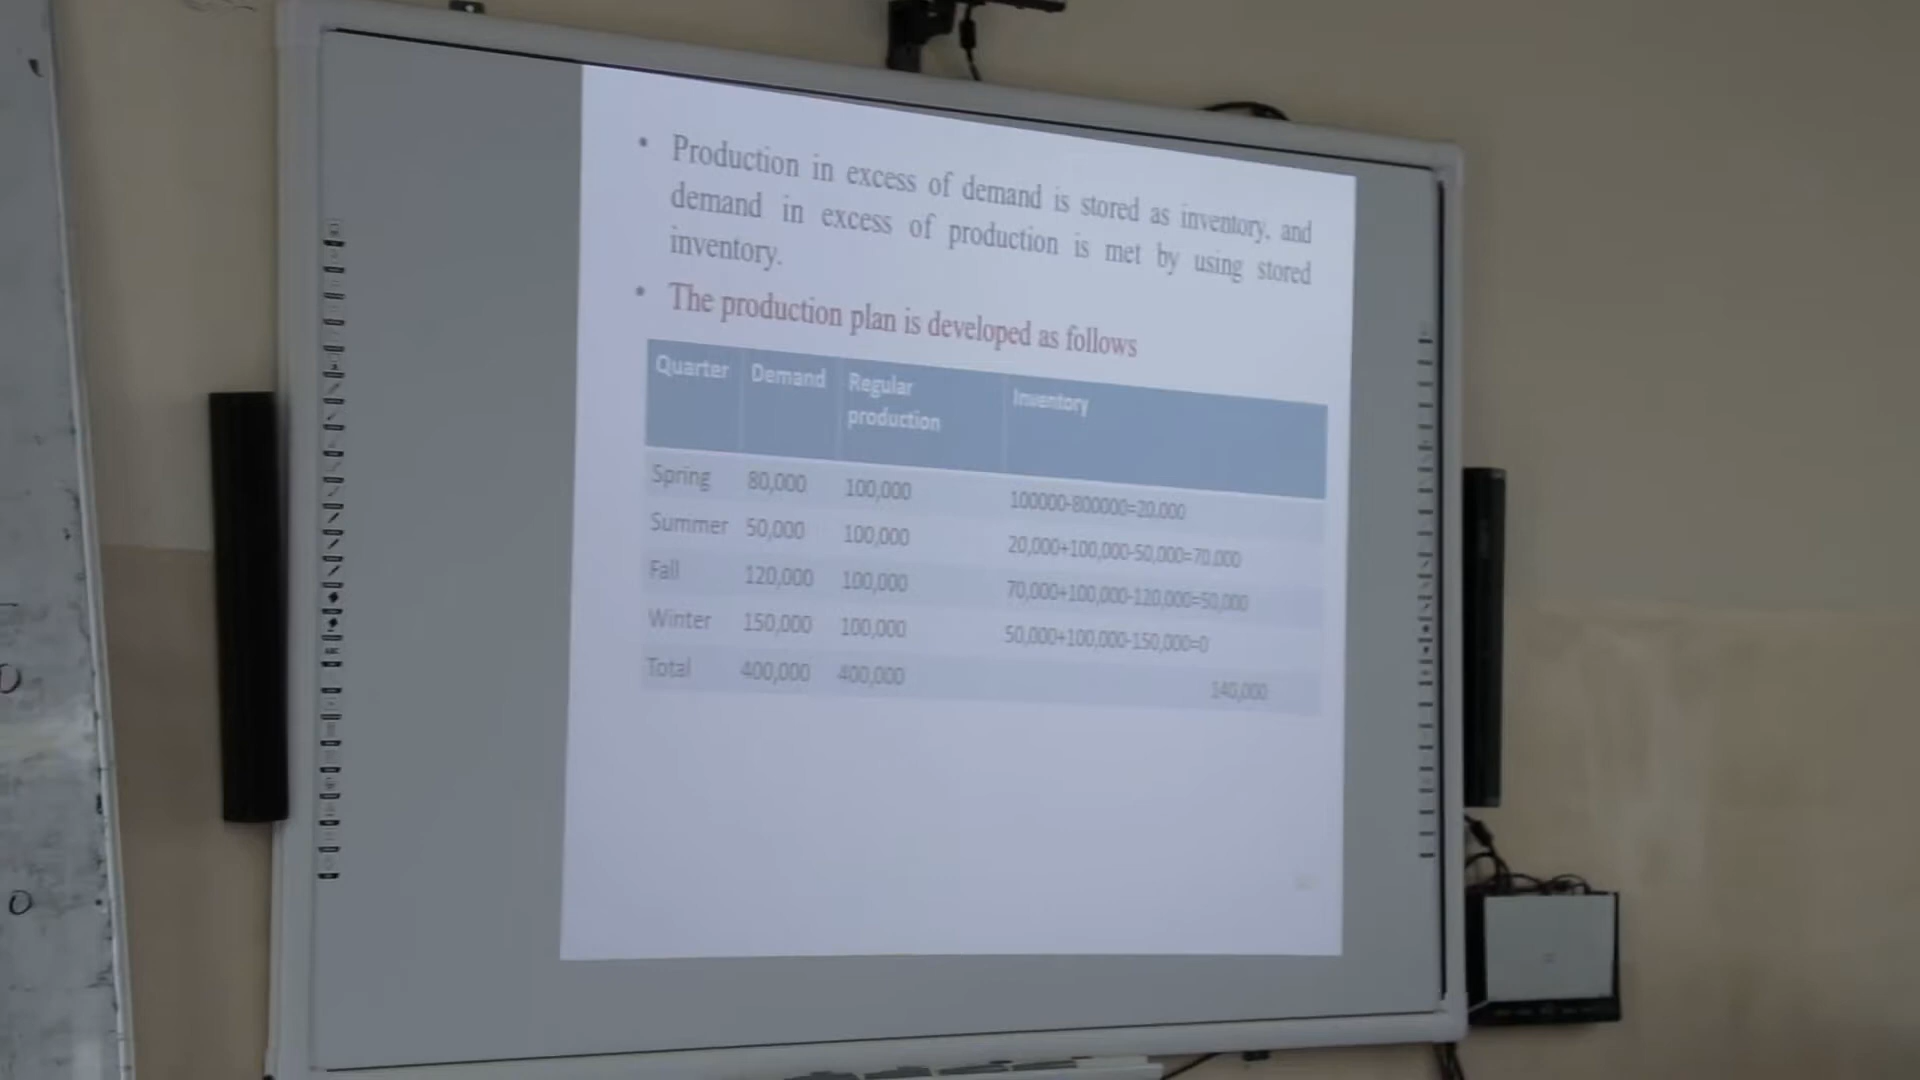 • Production in excess of demand is stored as inventory, and
demand in excess of production is met by using stored
inventory.
• The production plan is developed as follows
Quarter Demand Regular production Inventory
Spring 80,000 100,000 100000-800000=20,000
Summer 50,000 100,000 20,000+100,000-50,000=70,000
Fall 120,000 100,000 70,000+100,000-120,000=50,000
Winter 150,000 100,000 50,000+100,000-150,000=0
Total 400,000 400,000 140,000